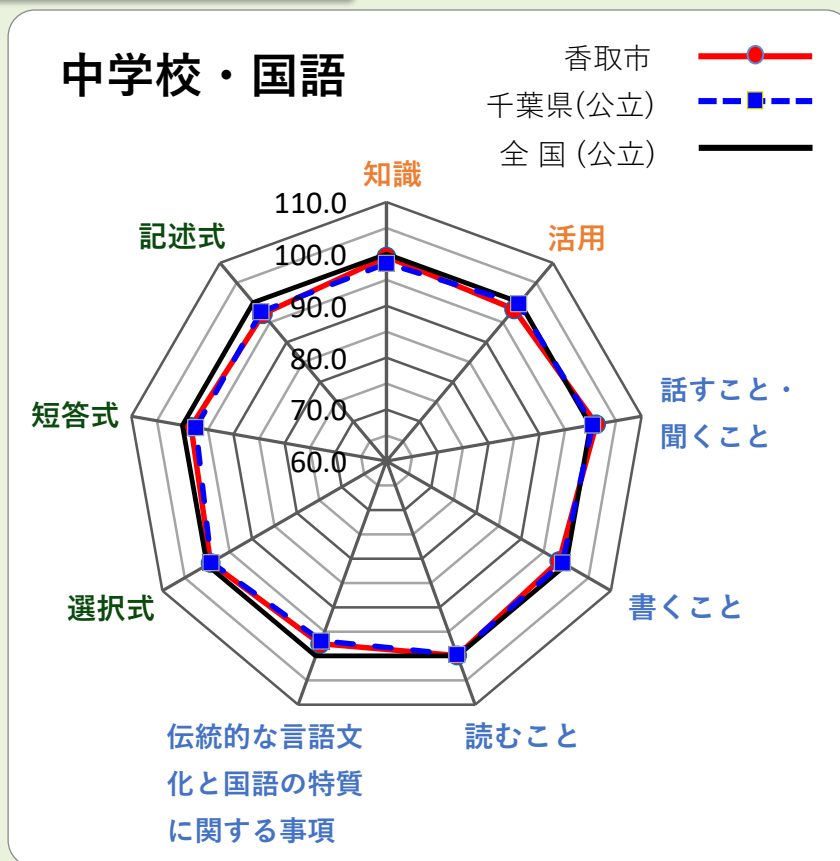 中学校・国語
香取市
千葉県(公立)
全 国 (公立)
知識
活用
話すこと・
聞くこと
書くこと
読むこと
伝統的な言語文
化と国語の特質
に関する事項
選択式
短答式
記述式
110.0
100.0
90.0
80.0
70.0
60.0